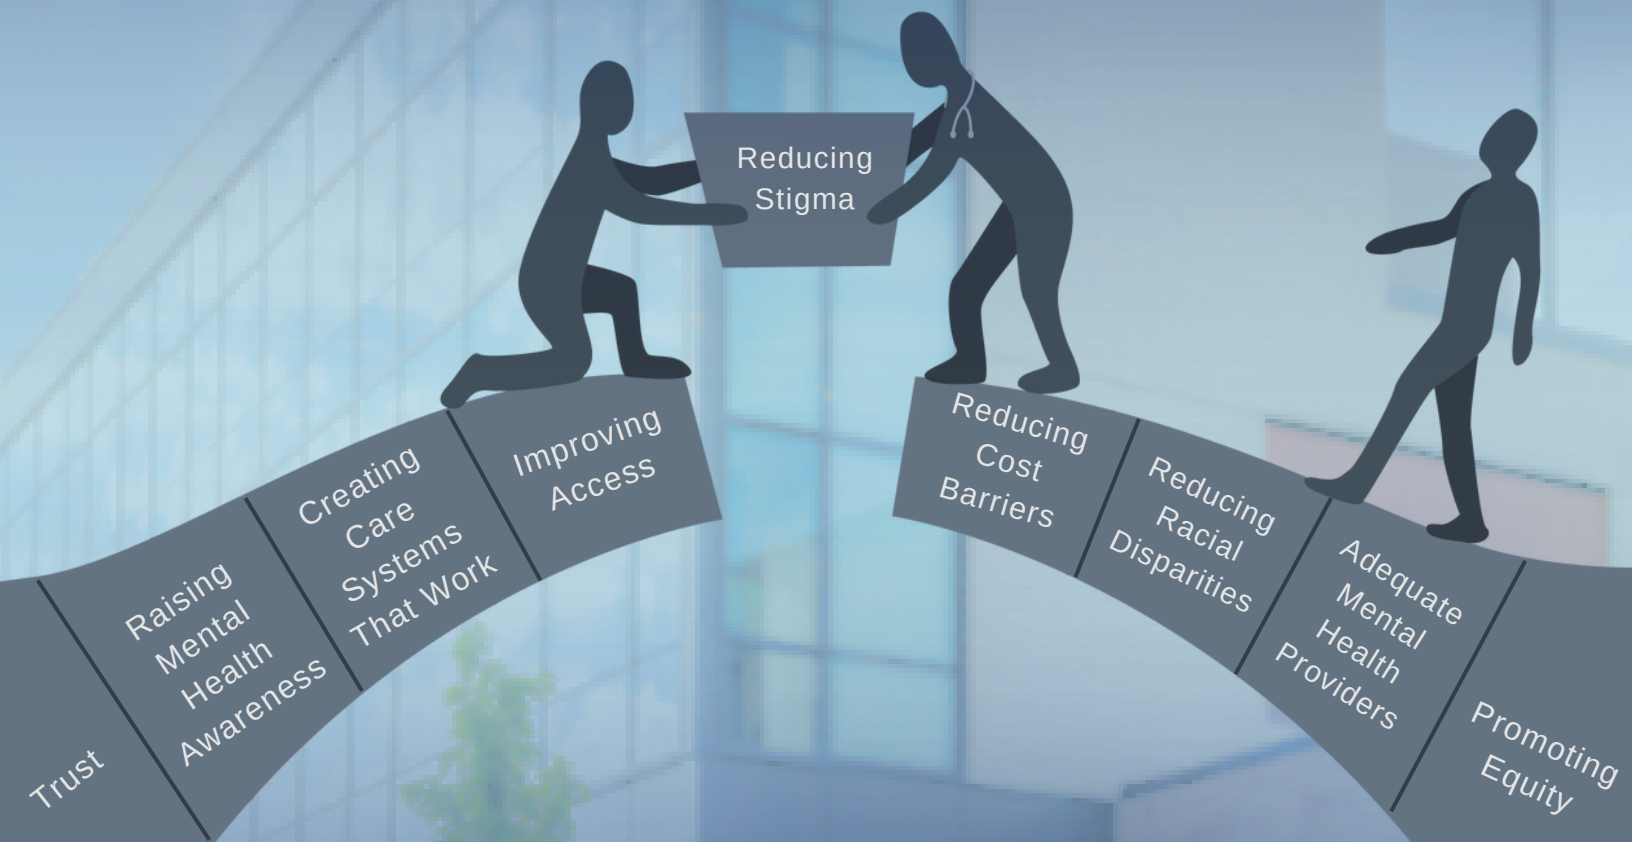 Reducing
Stigma
Trust
Raising
Mental
Health
Awareness
Creating
Care
Systems
That Work
Improving
Access
Reducing
Cost
Barriers
Reducing
Racial
Disparities
Adequate
Mental
Health
Providers
Promoting
Equity